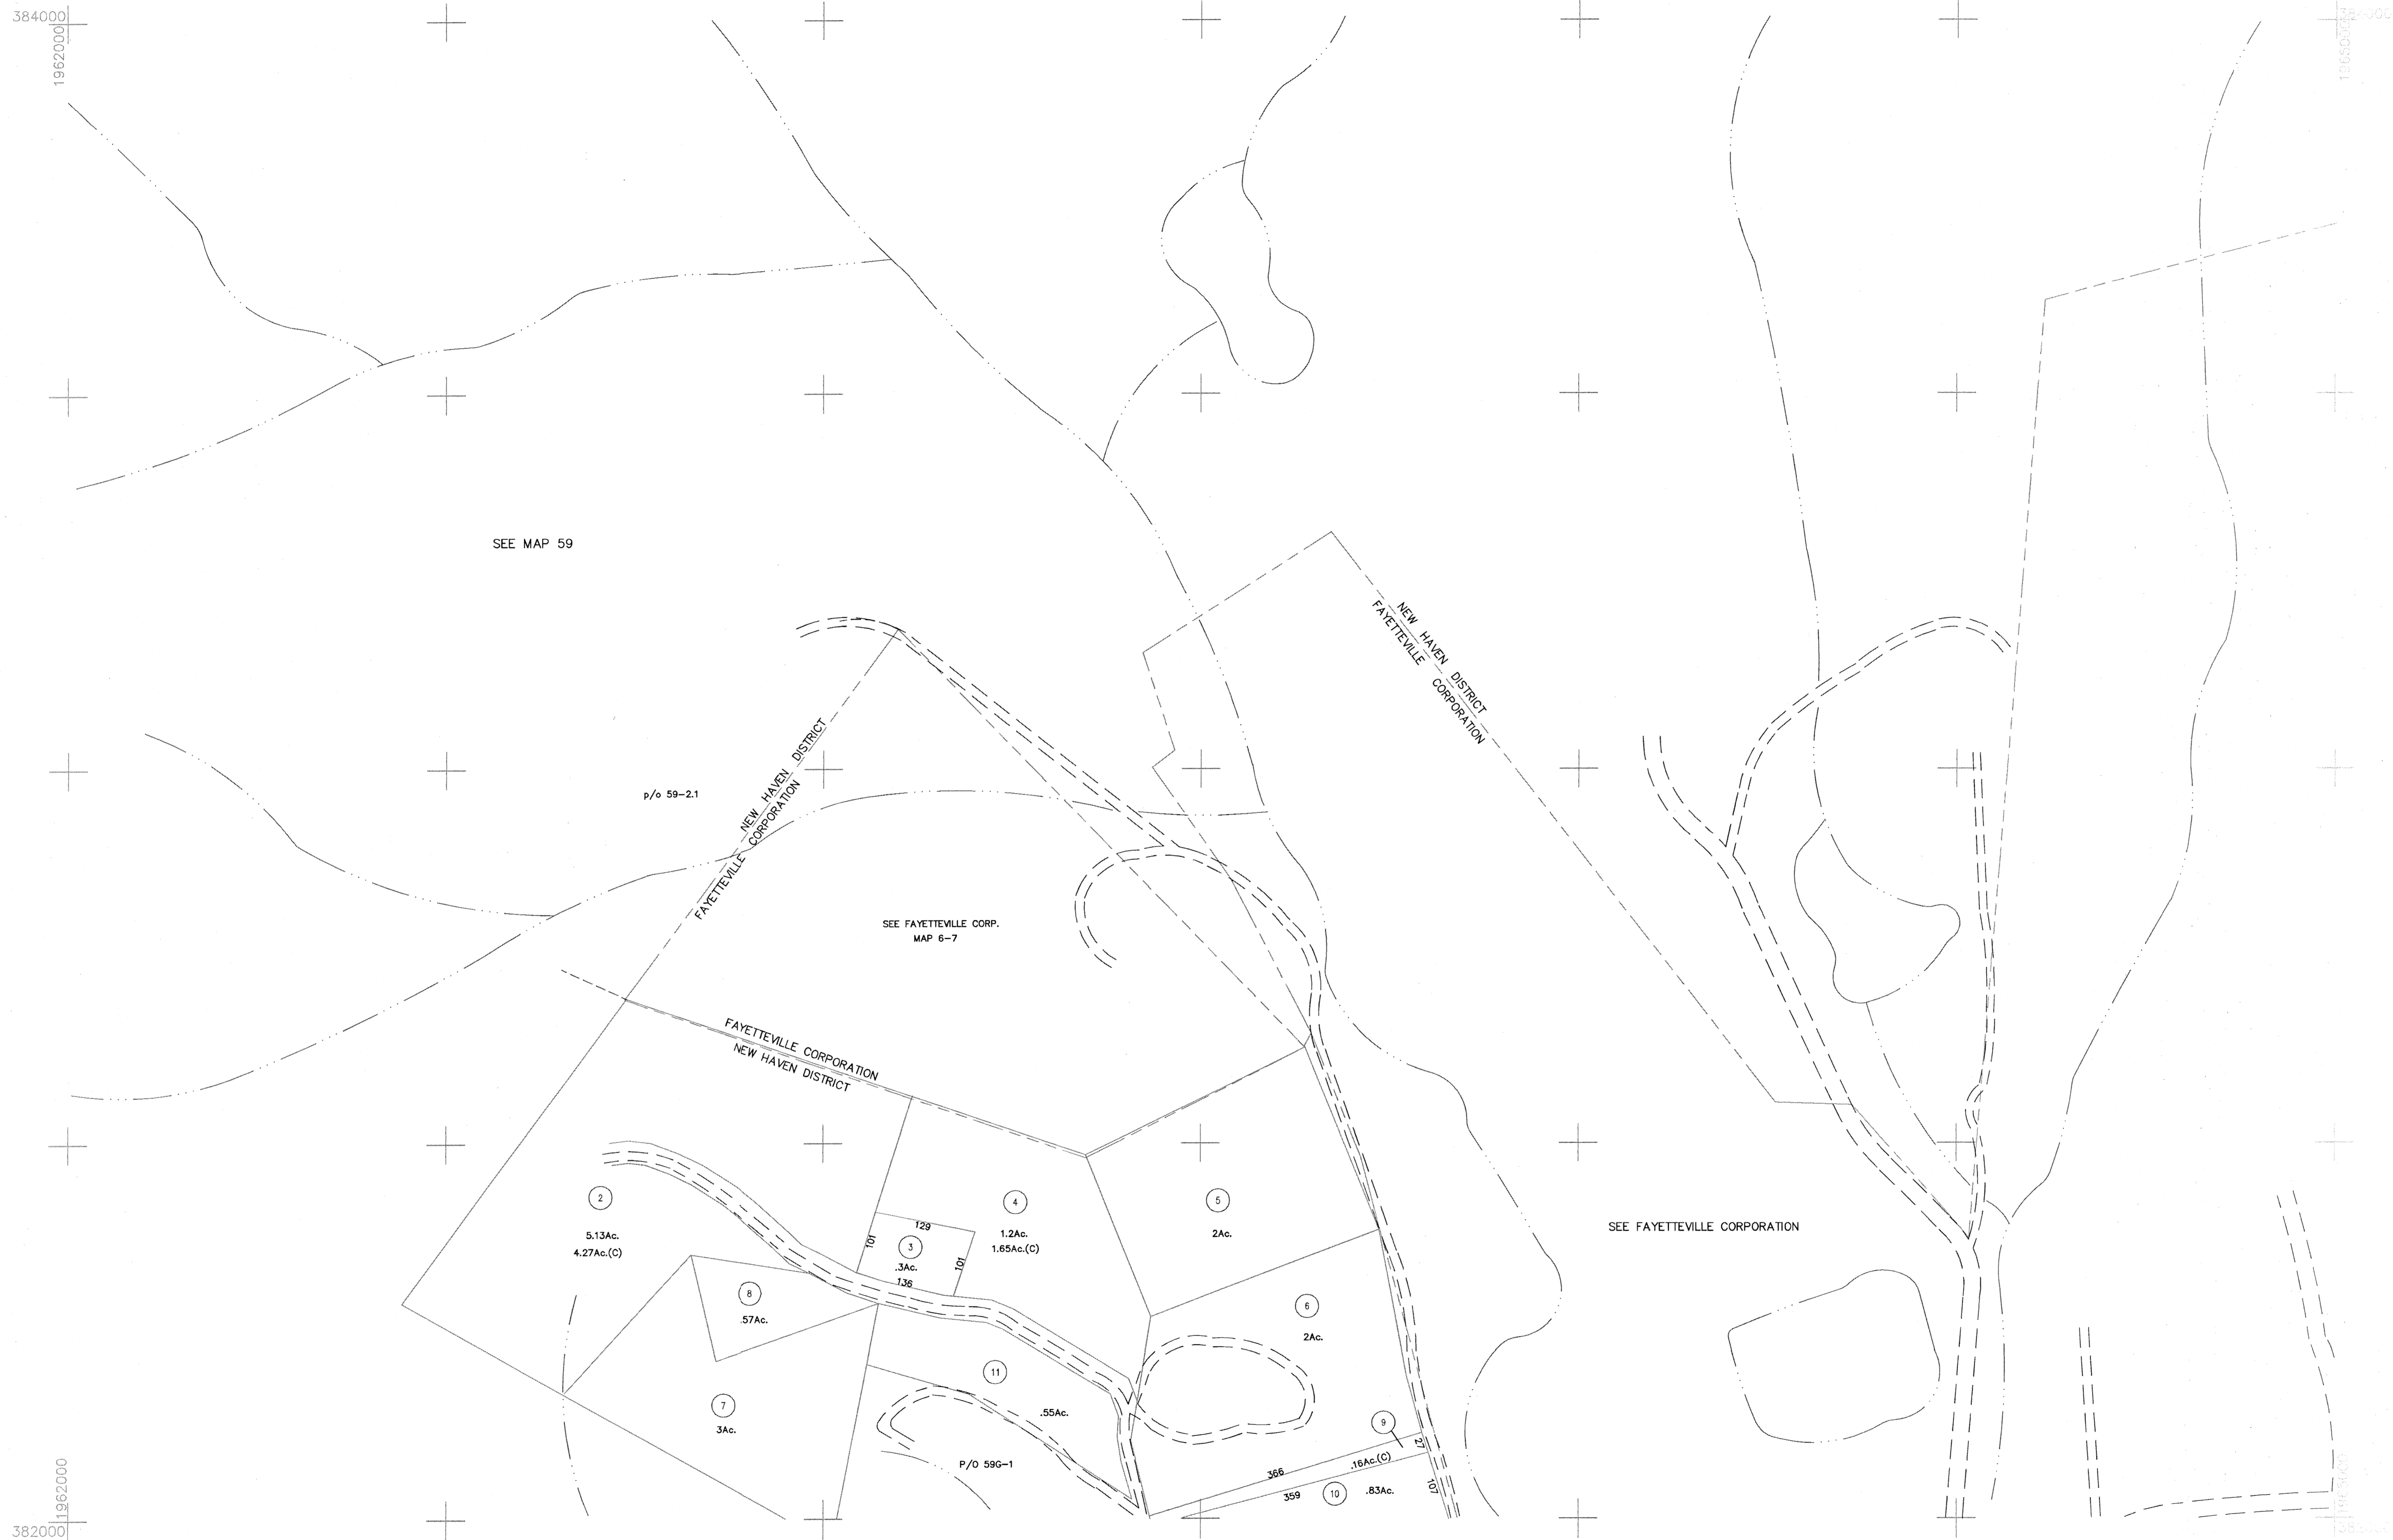 384000
1962000
SEE MAP 59
NEW HAVEN DISTRICT
FAYETTEVILLE CORPORATION
NEW HAVEN DISTRICT
FAYETTEVILLE CORPORATION
p/o 59-2.1
SEE FAYETTEVILLE CORP.
MAP 6-7
FAYETTEVILLE CORPORATION
NEW HAVEN DISTRICT
2
5.13Ac.
4.27Ac.(C)
129
101
3
.3Ac.
101
136
4
1.2Ac.
1.65Ac.(C)
5
2Ac.
SEE FAYETTEVILLE CORPORATION
8
.57Ac.
6
2Ac.
7
3Ac.
11
.55Ac.
P/O 59G-1
9
27
.16Ac.(C)
366
359
10
.83Ac.
107
1962000
382000